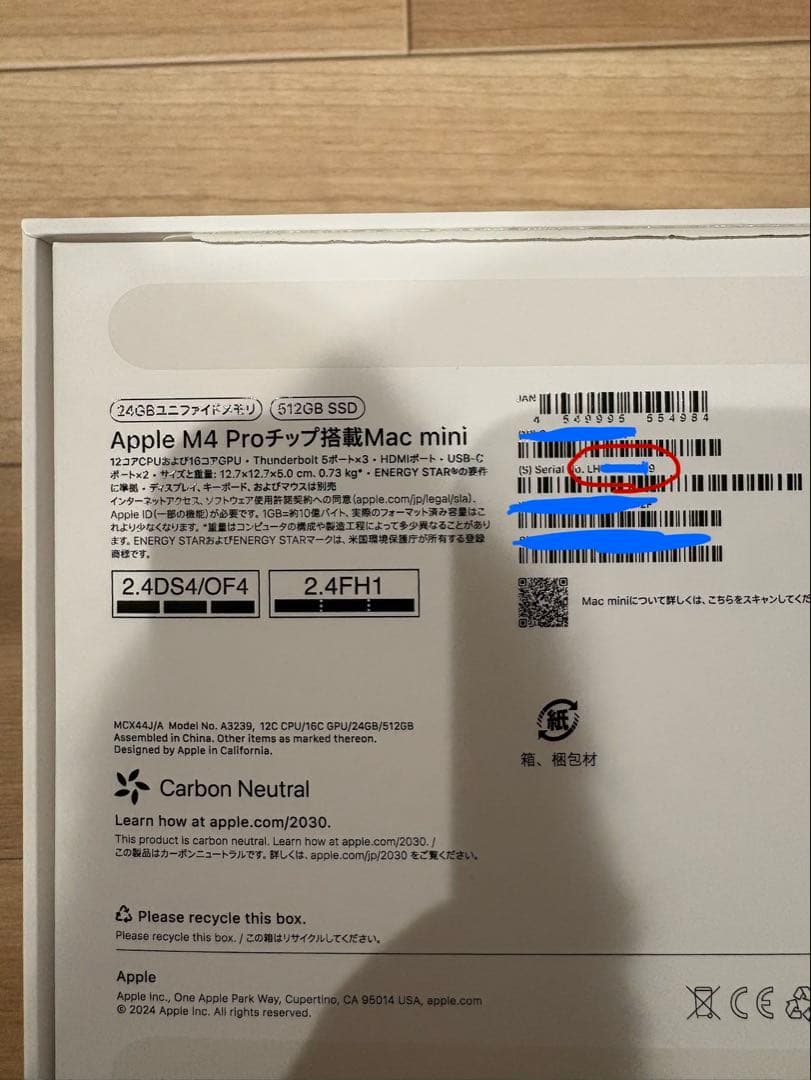 24GBユニファイドメモリ 512GB SSD
Apple M4 Proチップ搭載Mac mini
12コアCPUおよび16コアGPU・Thunderbolt 5ポート×3・HDMIポート・USB-C
ポート×2・サイズと重量: 12.7×12.7×5.0 cm、0.73 kg*・ENERGY STAR®の要件
に準拠・ディスプレイ、キーボード、およびマウスは別売
インターネットアクセス、ソフトウェア使用許諾契約への同意(apple.com/jp/legal/sla)、
Apple ID(一部の機能)が必要です。1GB=約10億バイト、実際のフォーマット済み容量はこ
れより少なくなります。*重量はコンピュータの構成や製造工程によって多少異なることがあり
ます。ENERGY STARおよびENERGY STARマークは、米国環境保護庁が所有する登録
商標です。
2.4DS4/OF4 2.4FH1
JAN
4 549995 554984
(S) Serial No. LH 9
Mac miniについて詳しくは、こちらをスキャンしてくだ
MCX44J/A Model No. A3239, 12C CPU/16C GPU/24GB/512GB
Assembled in China. Other items as marked thereon.
Designed by Apple in California.
紙
箱、梱包材
Carbon Neutral
Learn how at apple.com/2030.
This product is carbon neutral. Learn how at apple.com/2030. /
この製品はカーボンニュートラルです。詳しくは、apple.com/jp/2030 をご覧ください。
Please recycle this box.
Please recycle this box. / この箱はリサイクルしてください。
Apple
Apple Inc., One Apple Park Way, Cupertino, CA 95014 USA, apple.com
© 2024 Apple Inc. All rights reserved.
CE